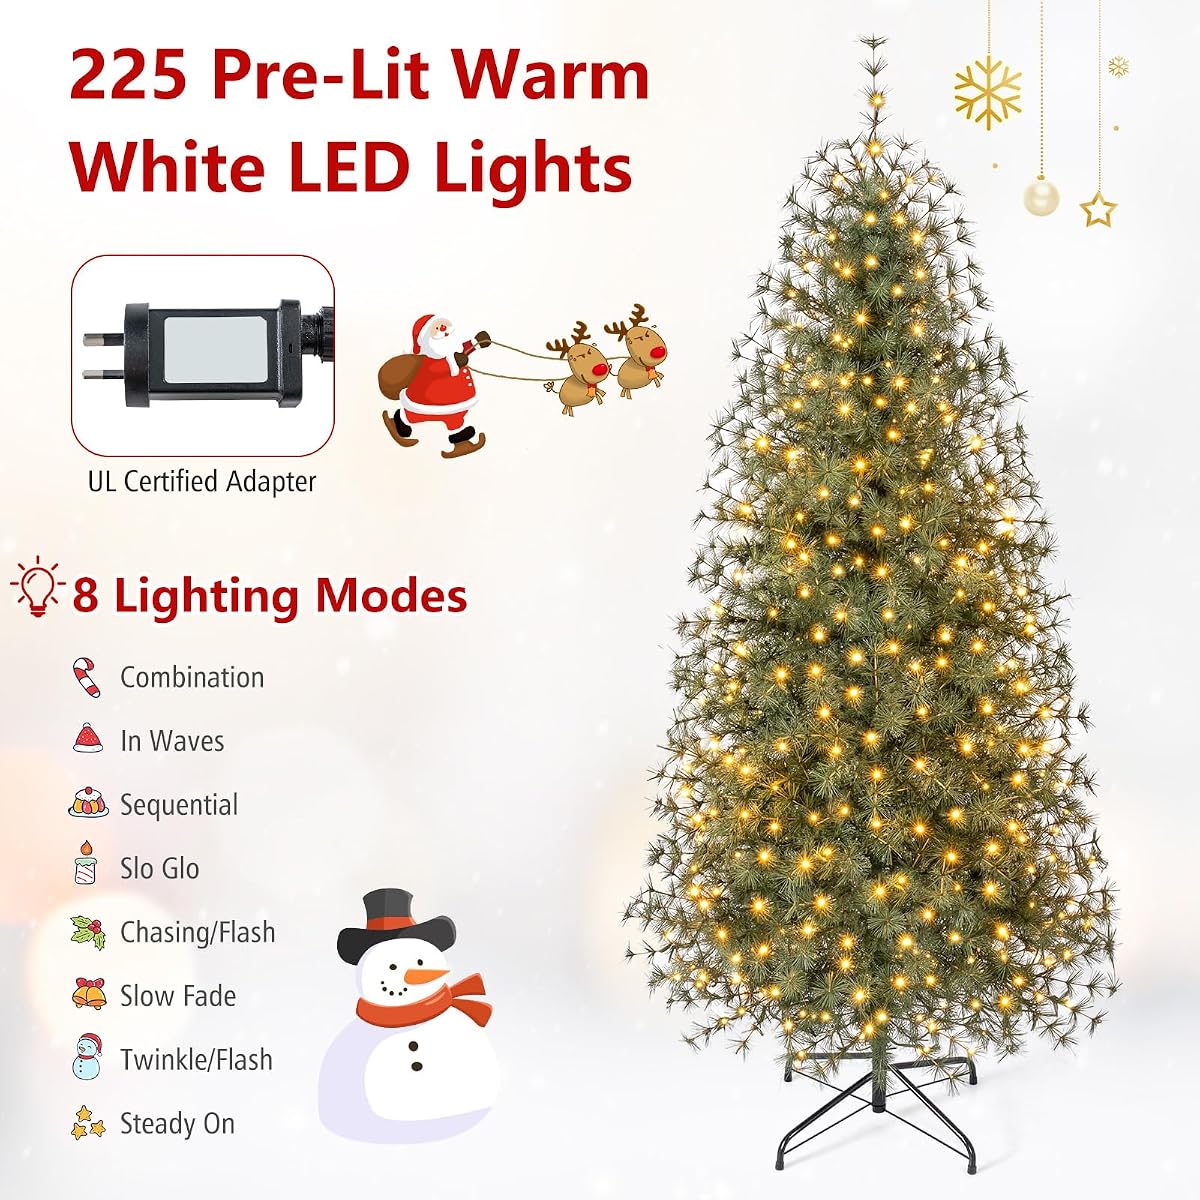 225 Pre-Lit Warm
White LED Lights
UL Certified Adapter
8 Lighting Modes
Combination
In Waves
Sequential
Slo Glo
Chasing/Flash
Slow Fade
Twinkle/Flash
Steady On